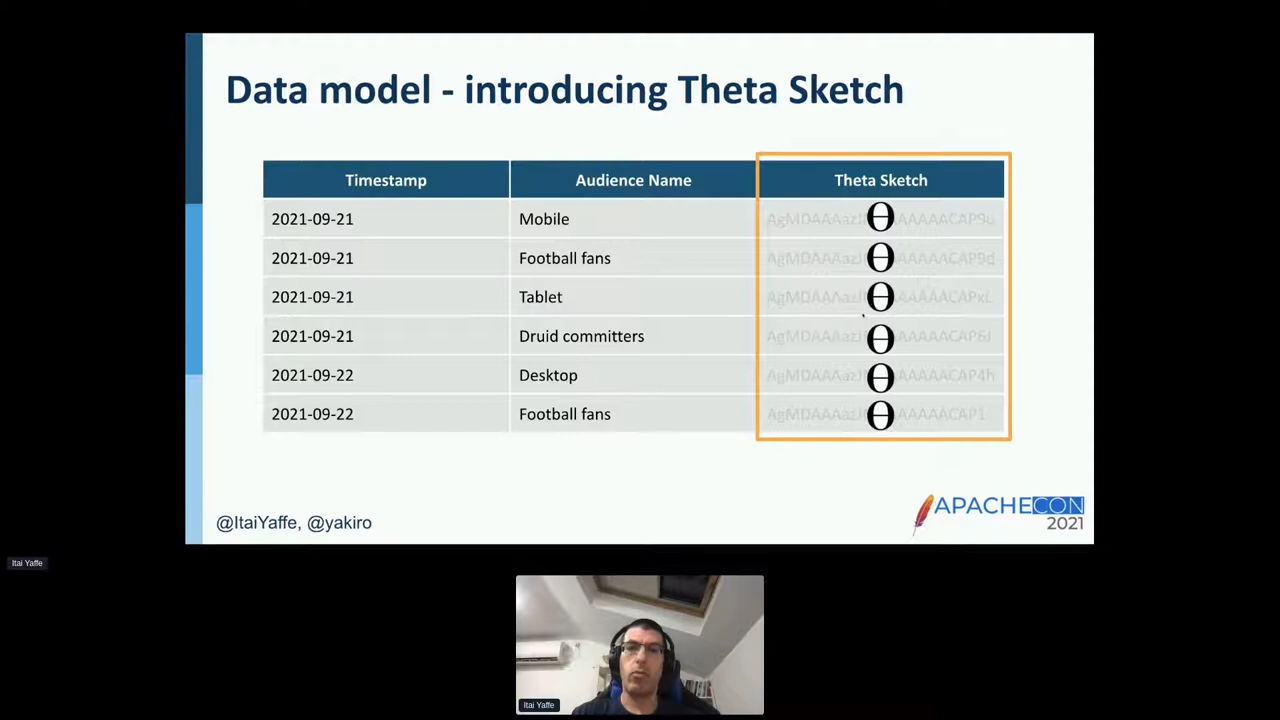 Data model - introducing Theta Sketch
Timestamp Audience Name Theta Sketch
2021-09-21 Mobile Θ
2021-09-21 Football fans Θ
2021-09-21 Tablet Θ
2021-09-21 Druid committers Θ
2021-09-22 Desktop Θ
2021-09-22 Football fans Θ
@ItaiYaffe, @yakiro
APACHECON
2021
Itai Yaffe
Itai Yaffe